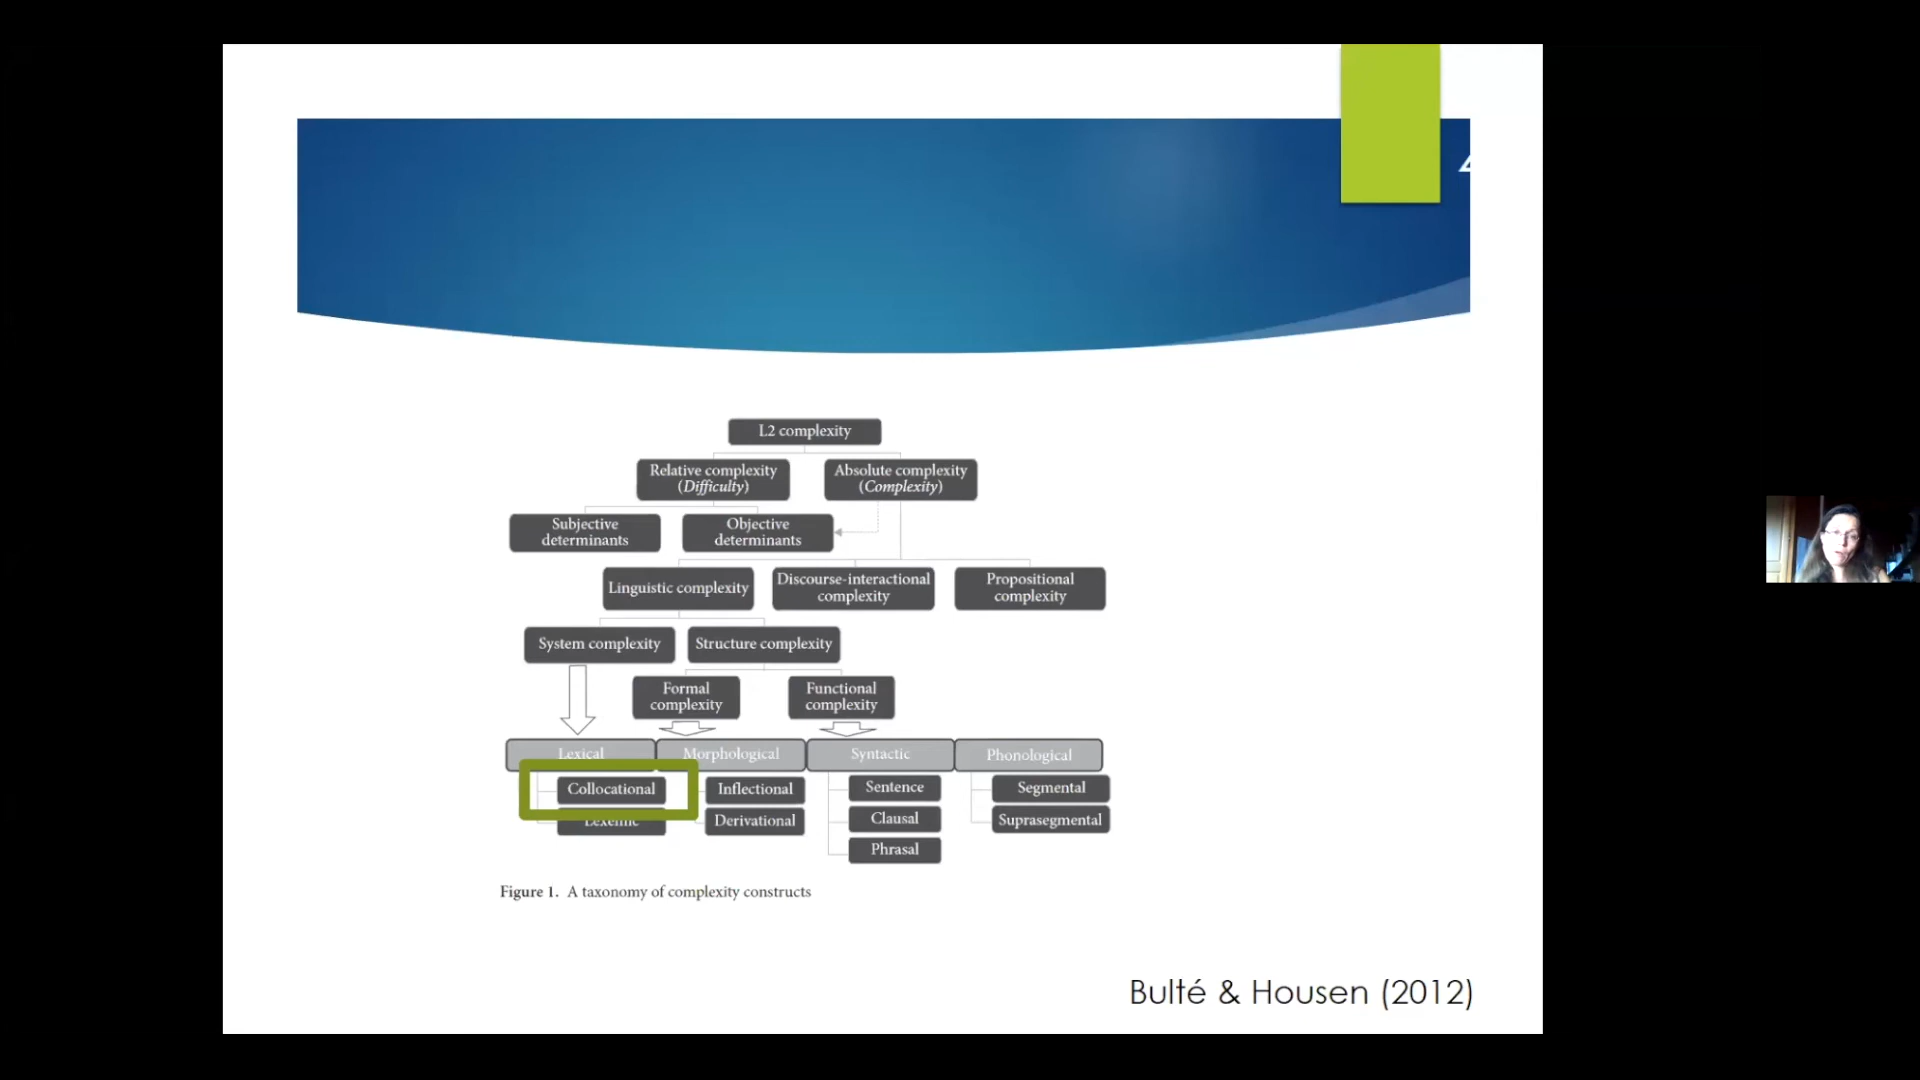 L2 complexity
Relative complexity
(Difficulty)
Absolute complexity
(Complexity)
Subjective
determinants
Objective
determinants
Linguistic complexity
Discourse-interactional
complexity
Propositional
complexity
System complexity
Structure complexity
Formal
complexity
Functional
complexity
Lexical
Morphological
Syntactic
Phonological
Collocational
Inflectional
Sentence
Segmental
Lexemic
Derivational
Clausal
Suprasegmental
Phrasal
Figure 1. A taxonomy of complexity constructs
Bulté & Housen (2012)